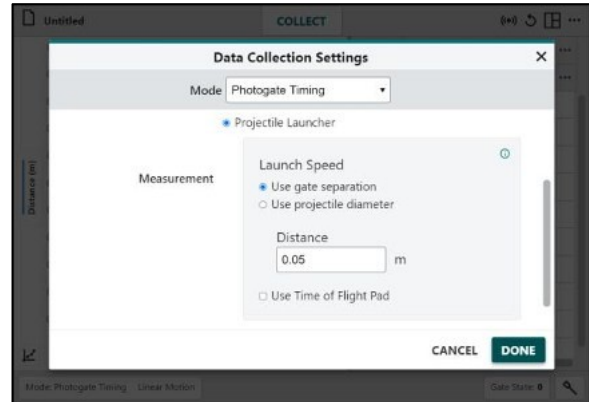 Untitled
COLLECT
Data Collection Settings
Mode Photogate Timing
Projectile Launcher
Measurement
Launch Speed
Use gate separation
Use projectile diameter
Distance
0.05 m
Use Time of Flight Pad
CANCEL DONE
Distance (m)
Mode: Photogate Timing Linear Motion
Gate State: 0